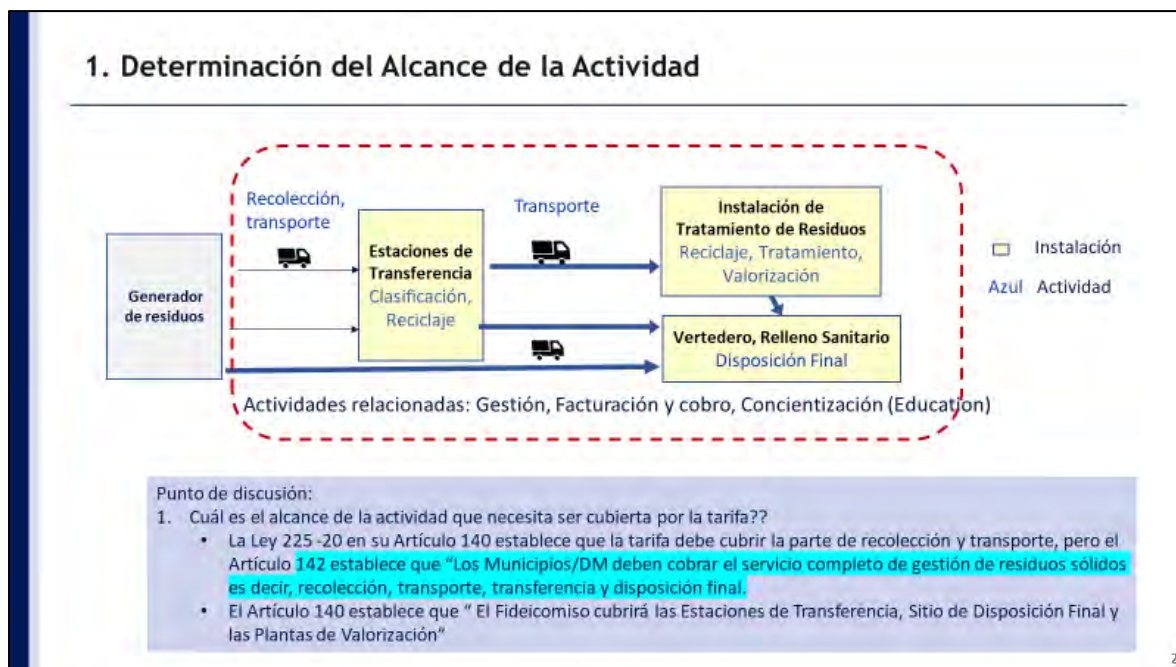 1. Determinación del Alcance de la Actividad
Recolección,
transporte
Transporte
Generador
de residuos
Estaciones de
Transferencia
Clasificación,
Reciclaje
Instalación de
Tratamiento de Residuos
Reciclaje, Tratamiento,
Valorización
Vertedero, Relleno Sanitario
Disposición Final
Instalación
Azul Actividad
Actividades relacionadas: Gestión, Facturación y cobro, Concientización (Education)
Punto de discusión:
1. Cuál es el alcance de la actividad que necesita ser cubierta por la tarifa??
• La Ley 225 -20 en su Artículo 140 establece que la tarifa debe cubrir la parte de recolección y transporte, pero el
Artículo 142 establece que “Los Municipios/DM deben cobrar el servicio completo de gestión de residuos sólidos
es decir, recolección, transporte, transferencia y disposición final.
• El Artículo 140 establece que “ El Fideicomiso cubrirá las Estaciones de Transferencia, Sitio de Disposición Final y
las Plantas de Valorización”